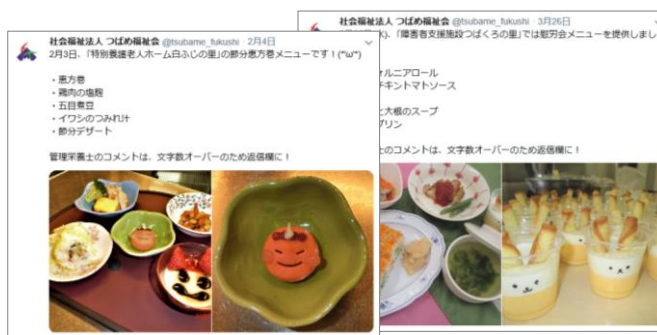 社会福祉法人 つばめ福祉会 @tsubame_fukushi · 2月4日
2月3日、「特別養護老人ホーム白ふじの里」の節分恵方巻メニューです！(*'ω'*)
・恵方巻
・鶏肉の塩麹
・五目煮豆
・イワシのつみれ汁
・節分デザート
管理栄養士のコメントは、文字数オーバーのため返信欄に！
社会福祉法人 つばめ福祉会 @tsubame_fukushi · 3月26日
「障害者支援施設つばくろの里」では慰労会メニューを提供しまし
ォルニアロール
チキントマトソース
と大根のスープ
プリン
士のコメントは、文字数オーバーのため返信欄に！